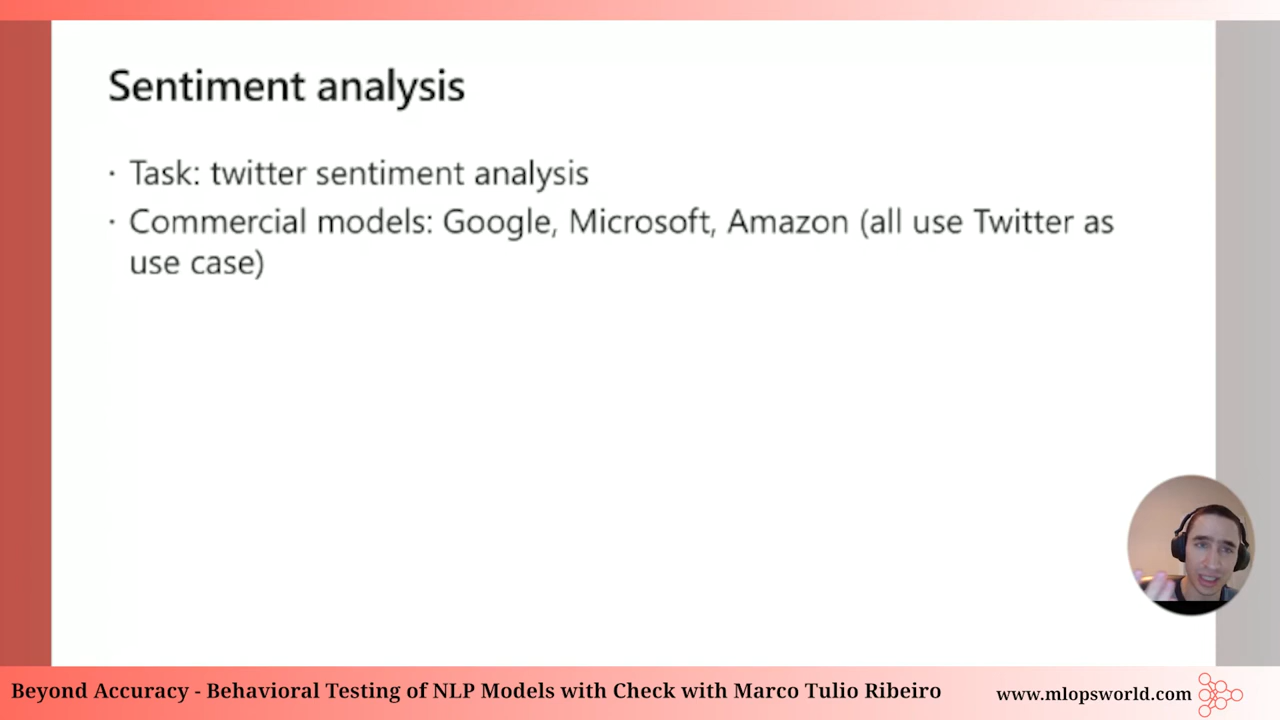 Sentiment analysis
· Task: twitter sentiment analysis
· Commercial models: Google, Microsoft, Amazon (all use Twitter as
use case)
Beyond Accuracy - Behavioral Testing of NLP Models with Check with Marco Tulio Ribeiro
www.mlopsworld.com